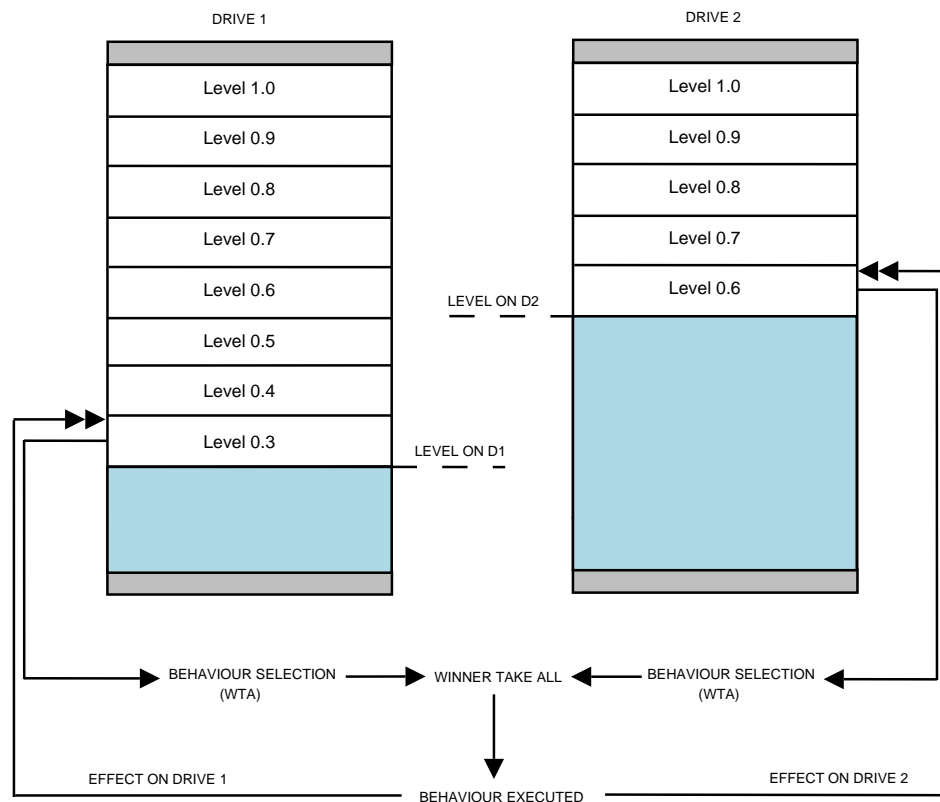 DRIVE 1
DRIVE 2
Level 1.0
Level 0.9
Level 0.8
Level 0.7
Level 0.6
Level 0.5
Level 0.4
Level 0.3
Level 1.0
Level 0.9
Level 0.8
Level 0.7
Level 0.6
LEVEL ON D2
LEVEL ON D1
BEHAVIOUR SELECTION
(WTA)
WINNER TAKE ALL
BEHAVIOUR SELECTION
(WTA)
EFFECT ON DRIVE 1
BEHAVIOUR EXECUTED
EFFECT ON DRIVE 2